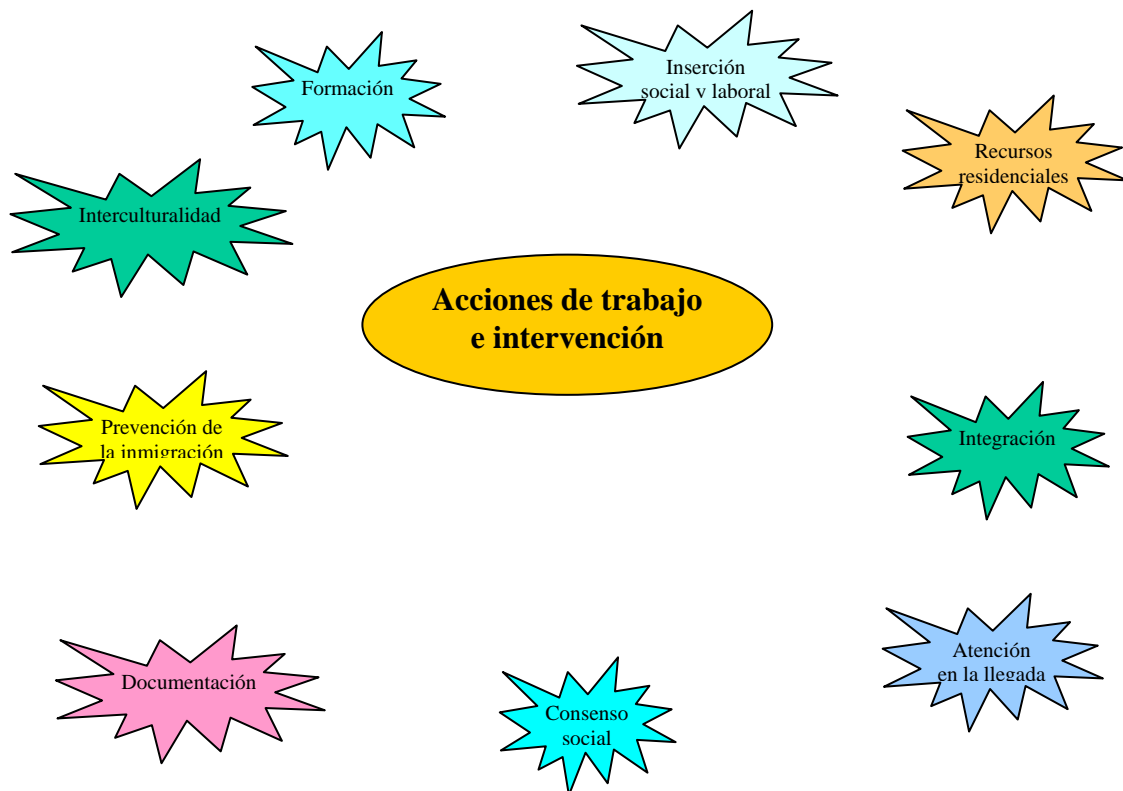 Formación
Inserción
social y laboral
Recursos
residenciales
Interculturalidad
Acciones de trabajo
e intervención
Prevención de
la inmigración
Integración
Documentación
Consenso
social
Atención
en la llegada